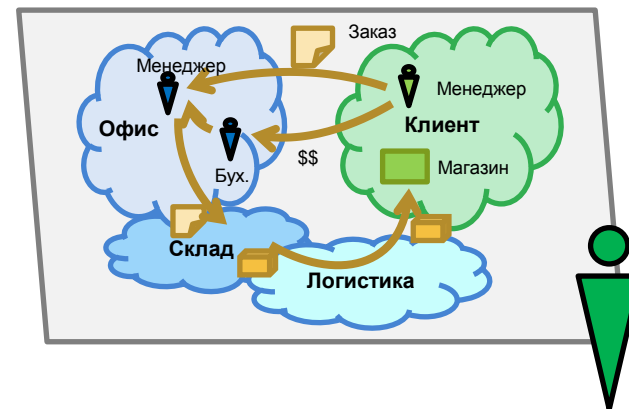 Заказ
Менеджер
Менеджер
Офис
Клиент
$$
Бух.
Магазин
Склад
Логистика